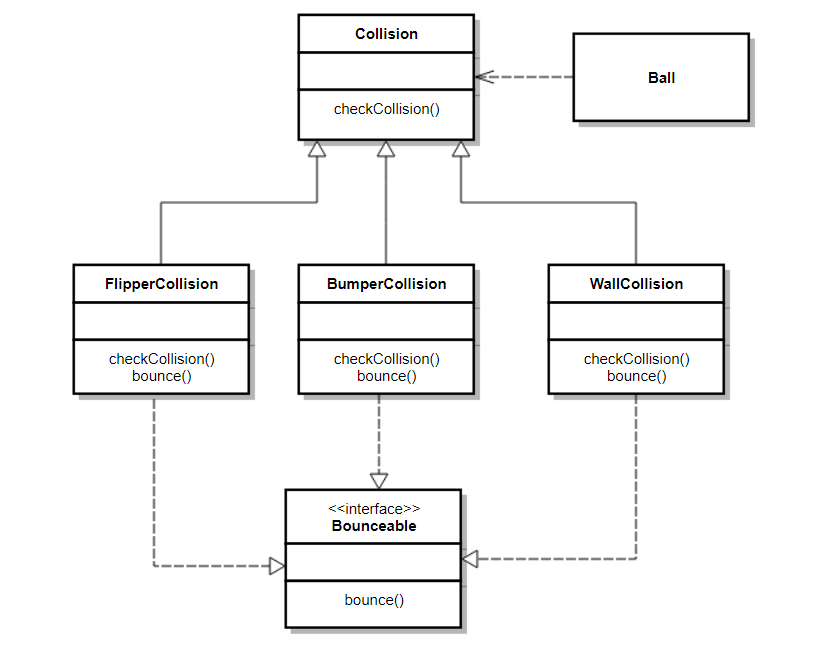 Collision
checkCollision()
Ball
FlipperCollision
checkCollision()
bounce()
BumperCollision
checkCollision()
bounce()
WallCollision
checkCollision()
bounce()
<<interface>>
Bounceable
bounce()